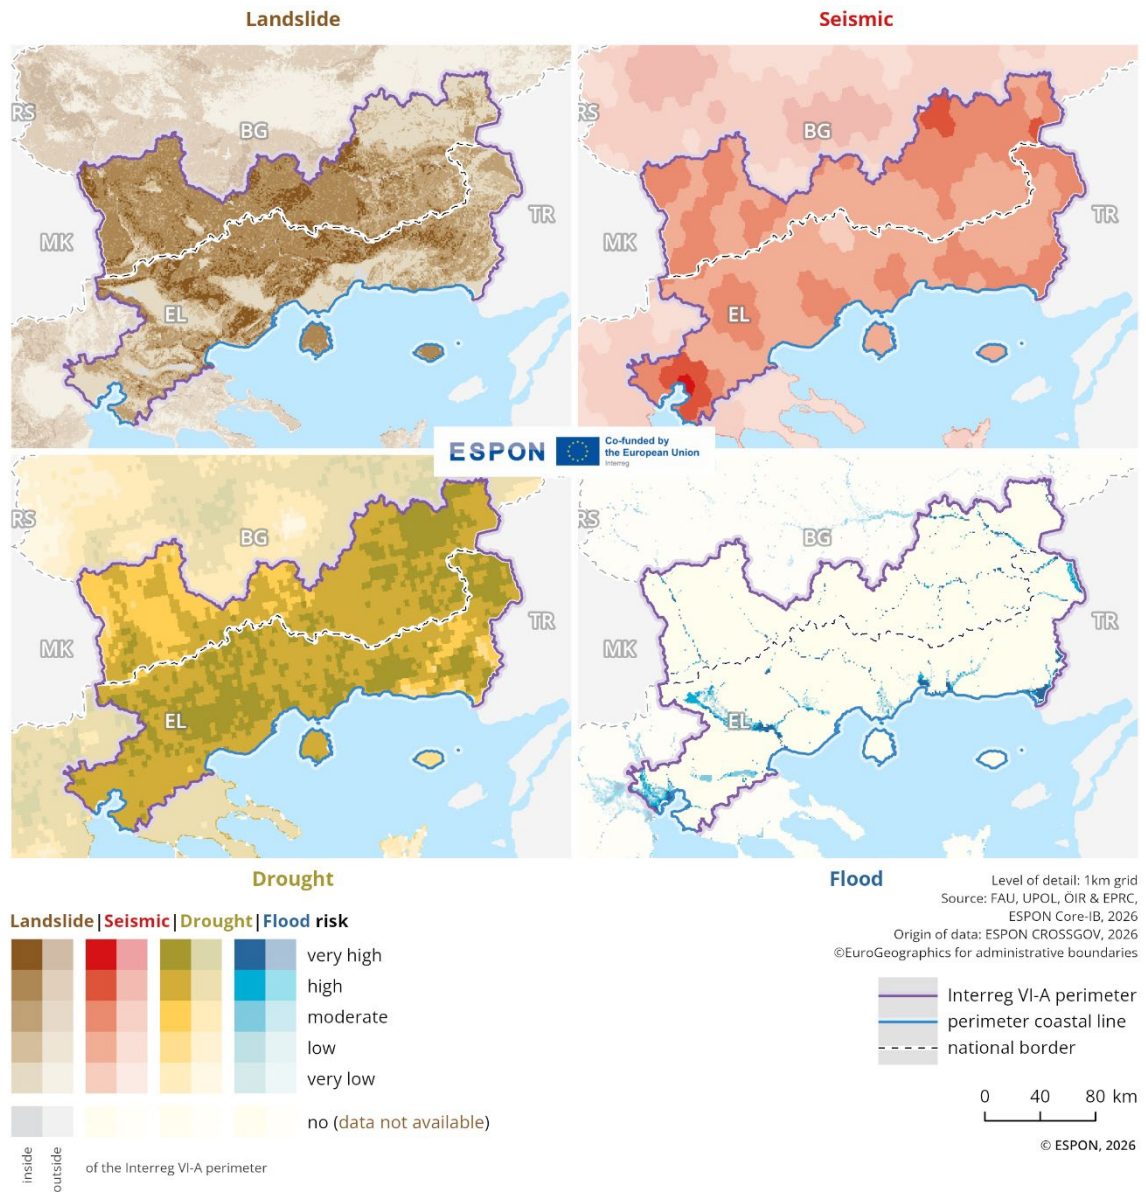 Landslide
Seismic
RS
BG
MK
TR
EL
RS
BG
MK
TR
EL
ESPON
Co-funded by
the European Union
Interreg
RS
BG
MK
TR
EL
RS
BG
MK
TR
EL
Drought
Flood
Level of detail: 1km grid
Source: FAU, UPOL, ÖIR & EPRC,
ESPON Core-IB, 2026
Origin of data: ESPON CROSSGOV, 2026
©EuroGeographics for administrative boundaries
Landslide|Seismic|Drought|Flood risk
very high
high
moderate
low
very low
no (data not available)
inside
outside
of the Interreg VI-A perimeter
Interreg VI-A perimeter
perimeter coastal line
national border
0 40 80 km
© ESPON, 2026